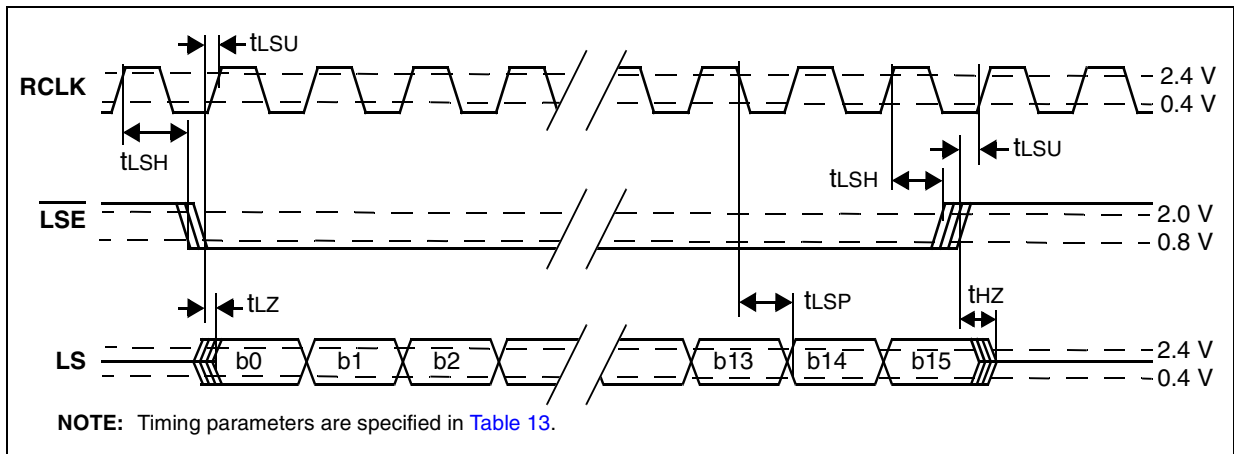 tLSU
RCLK
2.4 V
0.4 V
tLSH
tLSU
tLSH
LSE
2.0 V
0.8 V
tLZ
tLSP
tHZ
LS
b0 b1 b2 b13 b14 b15
2.4 V
0.4 V
NOTE: Timing parameters are specified in Table 13.